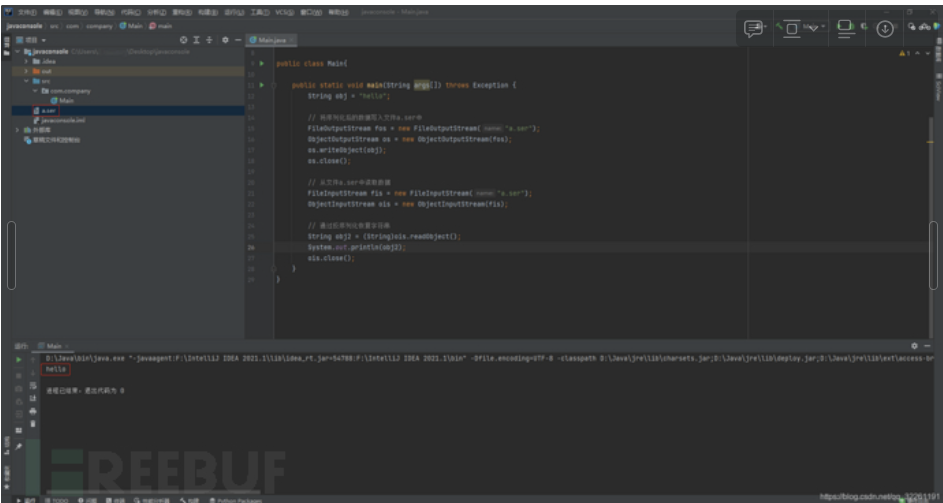 文件(F) 编辑(E) 视图(V) 导航(N) 代码(C) 分析(Z) 重构(R) 构建(B) 运行(U) 工具(T) VCS(S) 窗口(W) 帮助(H) javaconsole - Main.java
javaconsole src com company Main main
项目
Main.java
javaconsole
.idea
out
src
com.company
Main
a.ser
javaconsole.iml
外部库
草稿文件和控制台
public class Main{
public static void main(String args[]) throws Exception {
String obj = "hello";
// 将序列化后的数据写入文件a.ser中
FileOutputStream fos = new FileOutputStream( name: "a.ser");
ObjectOutputStream os = new ObjectOutputStream(fos);
os.writeObject(obj);
os.close();
// 从文件a.ser中读取数据
FileInputStream fis = new FileInputStream( name: "a.ser");
ObjectInputStream ois = new ObjectInputStream(fis);
// 通过反序列化恢复字符串
String obj2 = (String)ois.readObject();
System.out.println(obj2);
ois.close();
}
}
运行: Main
D:\Java\bin\java.exe "-javaagent:F:\IntelliJ IDEA 2021.1\lib\idea_rt.jar=54788:F:\IntelliJ IDEA 2021.1\bin" -Dfile.encoding=UTF-8 -classpath D:\Java\jre\lib\charsets.jar;D:\Java\jre\lib\deploy.jar;D:\Java\jre\lib\ext\access-br
hello
进程已结束，退出代码为 0
FREEBUF
运行 TODO 问题 终端 构建 Python Packages